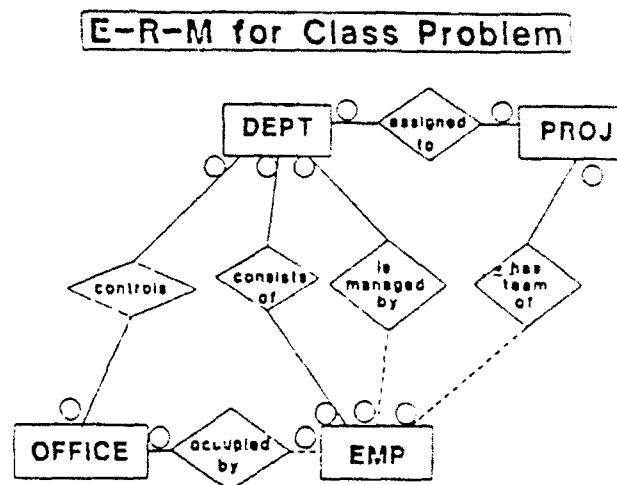 E-R-M for Class Problem
DEPT
assigned
to
PROJ
controls
consists
of
is
managed
by
has
team
of
OFFICE
occupied
by
EMP